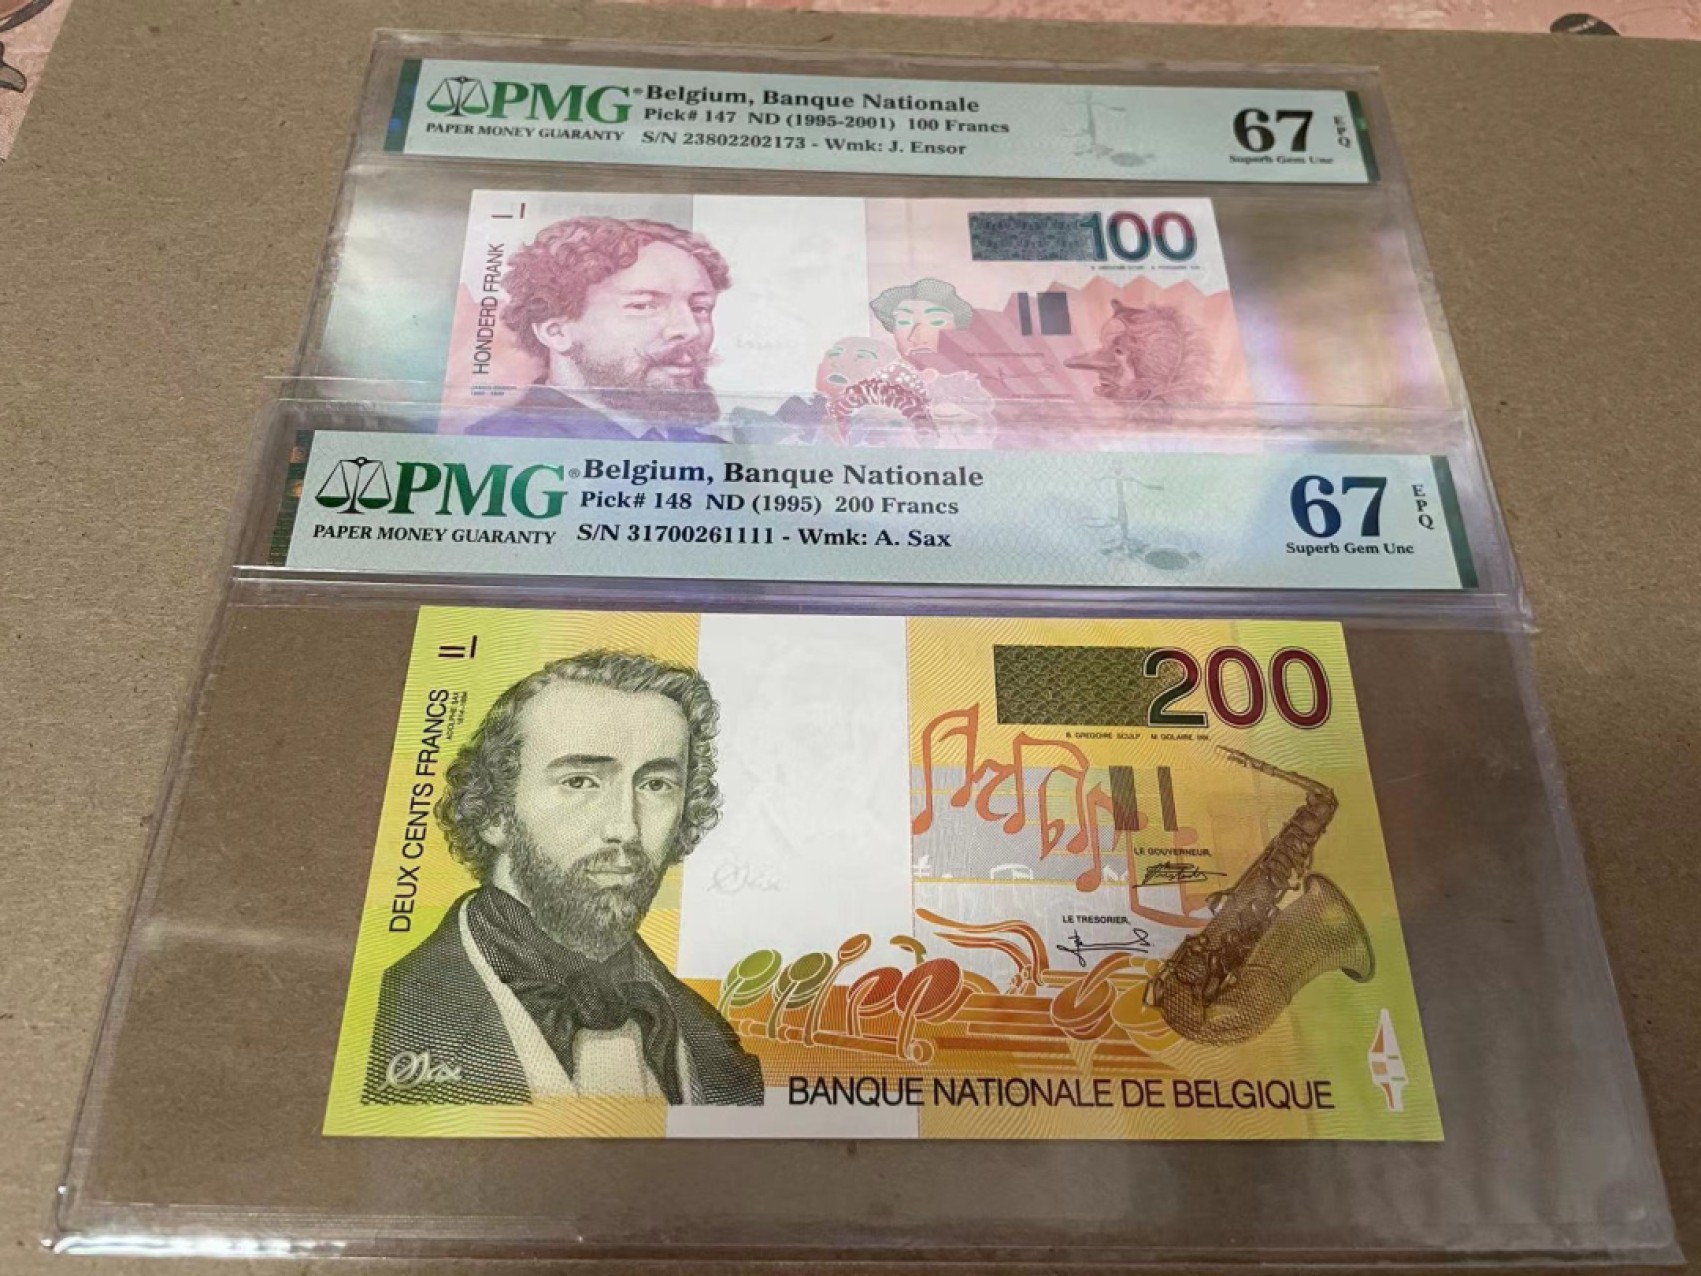 PMG®
PAPER MONEY GUARANTY
Belgium, Banque Nationale
Pick# 147 ND (1995-2001) 100 Francs
S/N 23802202173 - Wmk: J. Ensor
67
EPQ
Superb Gem Unc
HONDERD FRANK
100
PMG®
PAPER MONEY GUARANTY
Belgium, Banque Nationale
Pick# 148 ND (1995) 200 Francs
S/N 31700261111 - Wmk: A. Sax
67
EPQ
Superb Gem Unc
DEUX CENTS FRANCS
ADOLPHE SAX
200
LE GOUVERNEUR,
LE TRESORIER,
Sax
BANQUE NATIONALE DE BELGIQUE